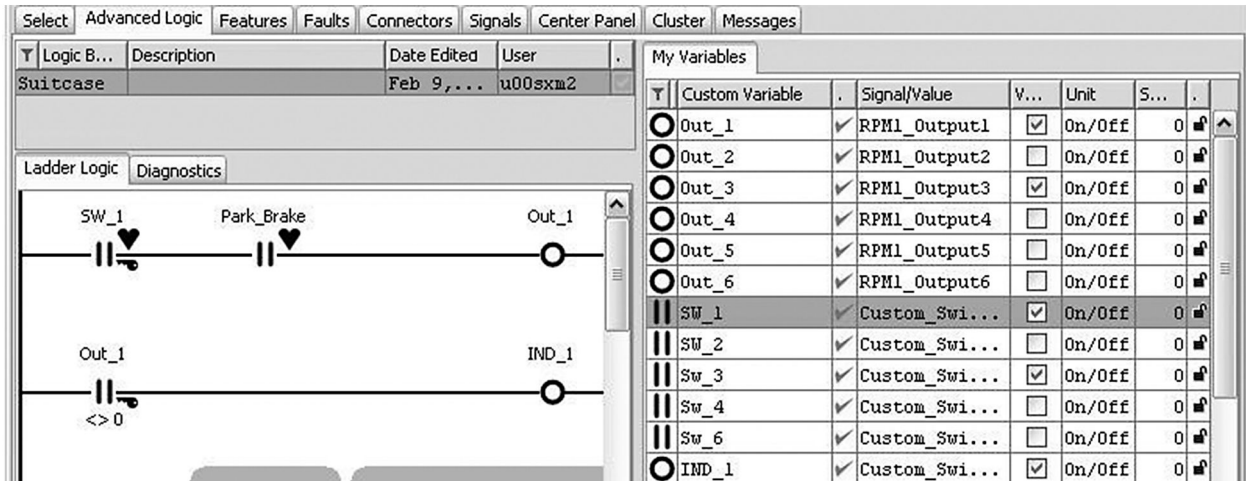 Select Advanced Logic Features Faults Connectors Signals Center Panel Cluster Messages
Logic B... Description Date Edited User .
Suitcase Feb 9,... u00sxm2
Ladder Logic Diagnostics
SW_1 Park_Brake Out_1
Out_1 IND_1
<> 0
My Variables
Custom Variable . Signal/Value V... Unit S... .
Out_1 RPM1_Output1 On/Off 0
Out_2 RPM1_Output2 On/Off 0
Out_3 RPM1_Output3 On/Off 0
Out_4 RPM1_Output4 On/Off 0
Out_5 RPM1_Output5 On/Off 0
Out_6 RPM1_Output6 On/Off 0
SW_1 Custom_Swi... On/Off 0
SW_2 Custom_Swi... On/Off 0
Sw_3 Custom_Swi... On/Off 0
Sw_4 Custom_Swi... On/Off 0
Sw_6 Custom_Swi... On/Off 0
IND_1 Custom_Swi... On/Off 0